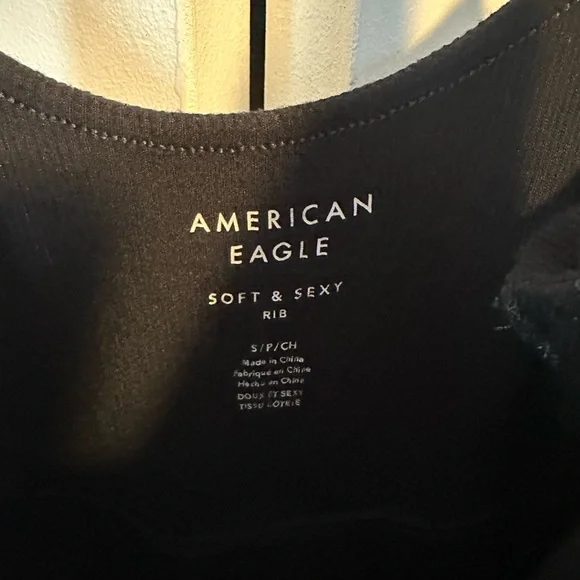 AMERICAN
EAGLE
SOFT & SEXY
RIB
S/P/CH
Made in China
Fabriqué en Chine
Hecho en China
DOUX ET SEXY
TISSU CÔTELÉ